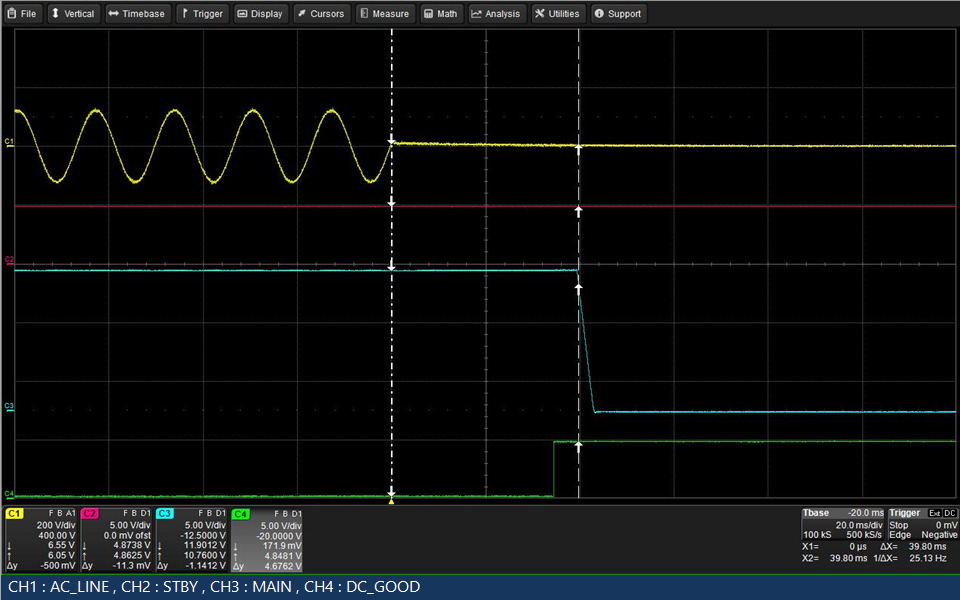 File Vertical Timebase Trigger Display Cursors Measure Math Analysis Utilities Support
C1
C2
C3
C4
C1 F B A1
200 V/div
400.00 V
↓ 6.55 V
↑ 6.05 V
Δy -500 mV
C2 F B D1
5.00 V/div
0.0 mV ofst
↓ 4.8738 V
↑ 4.8625 V
Δy -11.3 mV
C3 F B D1
5.00 V/div
-12.5000 V
↓ 11.9012 V
↑ 10.7600 V
Δy -1.1412 V
C4 F B D1
5.00 V/div
-20.0000 V
↓ 171.9 mV
↑ 4.8481 V
Δy 4.6762 V
Tbase -20.0 ms
20.0 ms/div
100 kS 500 kS/s
Trigger Ext DC
Stop 0 mV
Edge Negative
X1= 0 µs ΔX= 39.80 ms
X2= 39.80 ms 1/ΔX= 25.13 Hz
CH1 : AC_LINE , CH2 : STBY , CH3 : MAIN , CH4 : DC_GOOD